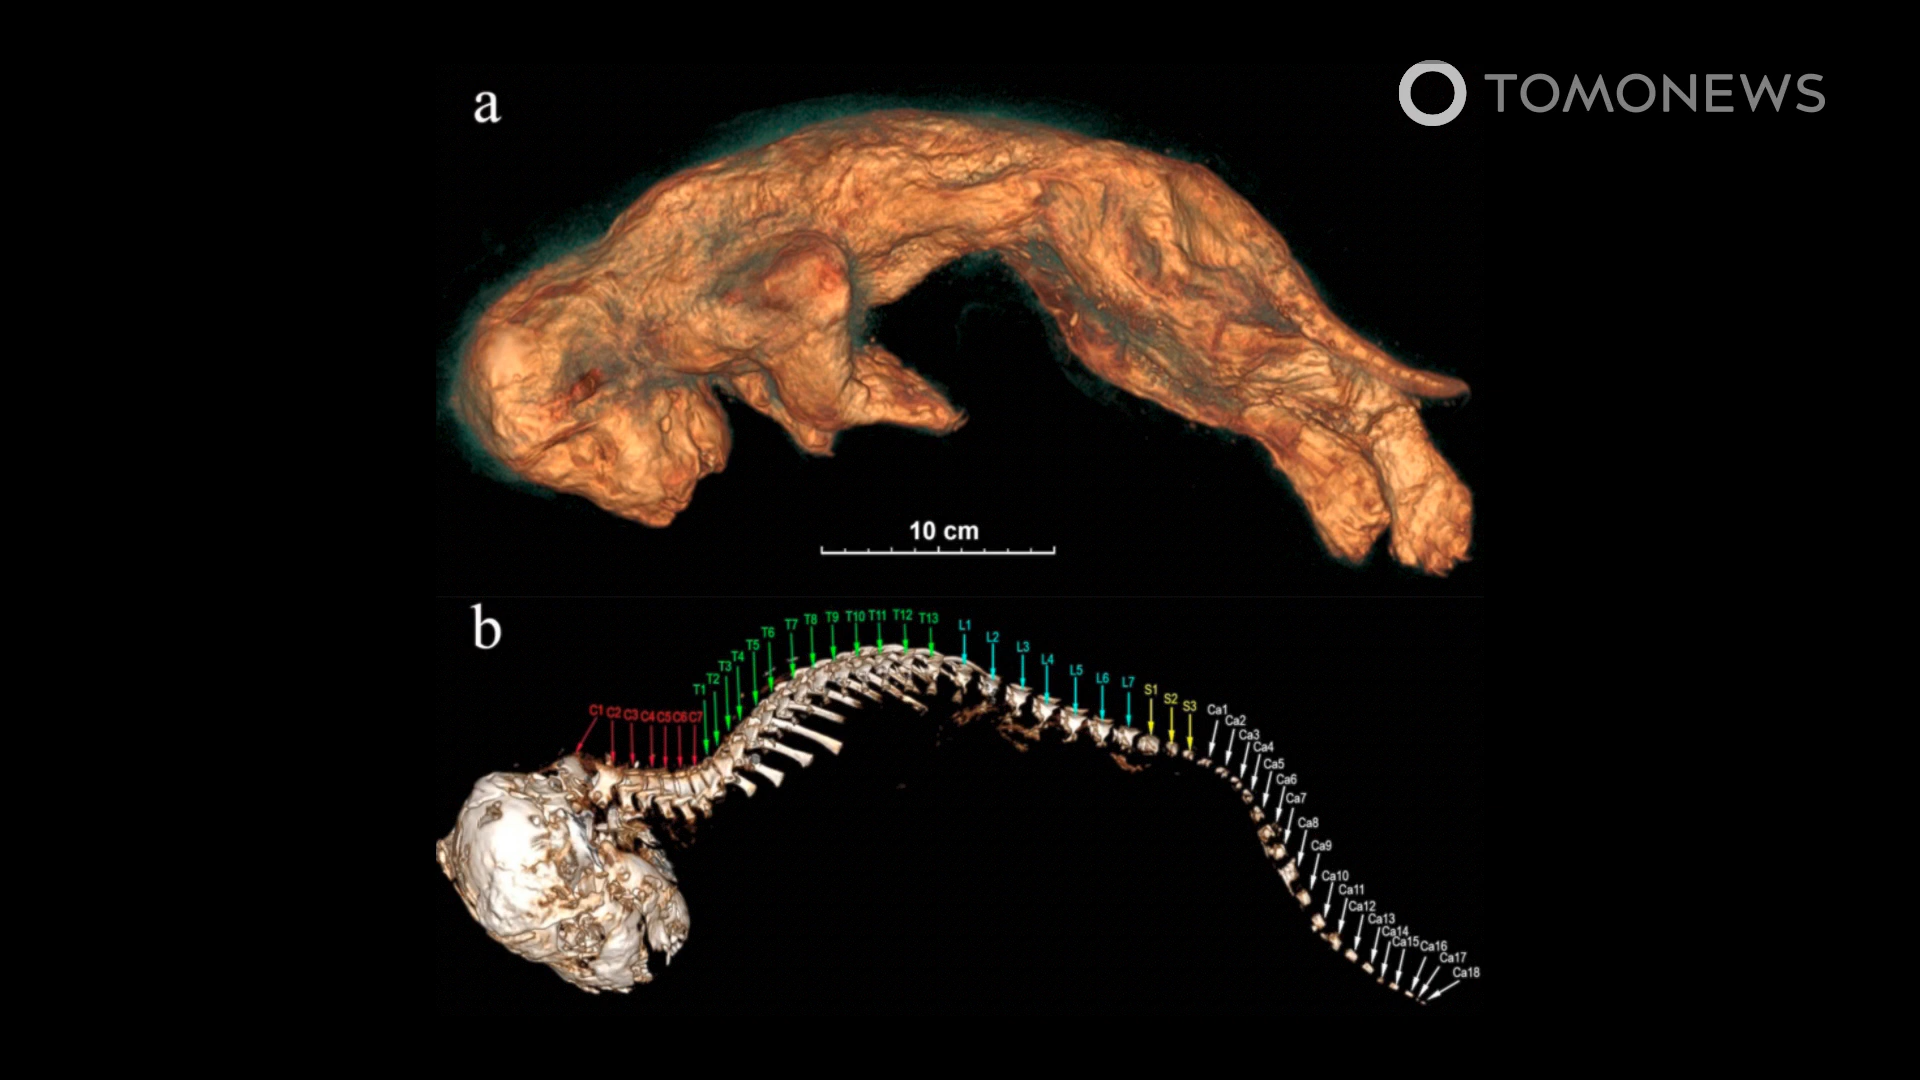 a
TOMONEWS
10 cm
b
C1 C2 C3 C4 C5 C6 C7
T1 T2 T3 T4 T5 T6 T7 T8 T9 T10 T11 T12 T13
L1 L2 L3 L4 L5 L6 L7
S1 S2 S3
Ca1
Ca2
Ca3
Ca4
Ca5
Ca6
Ca7
Ca8
Ca9
Ca10
Ca11
Ca12
Ca13
Ca14
Ca15 Ca16
Ca17
Ca18